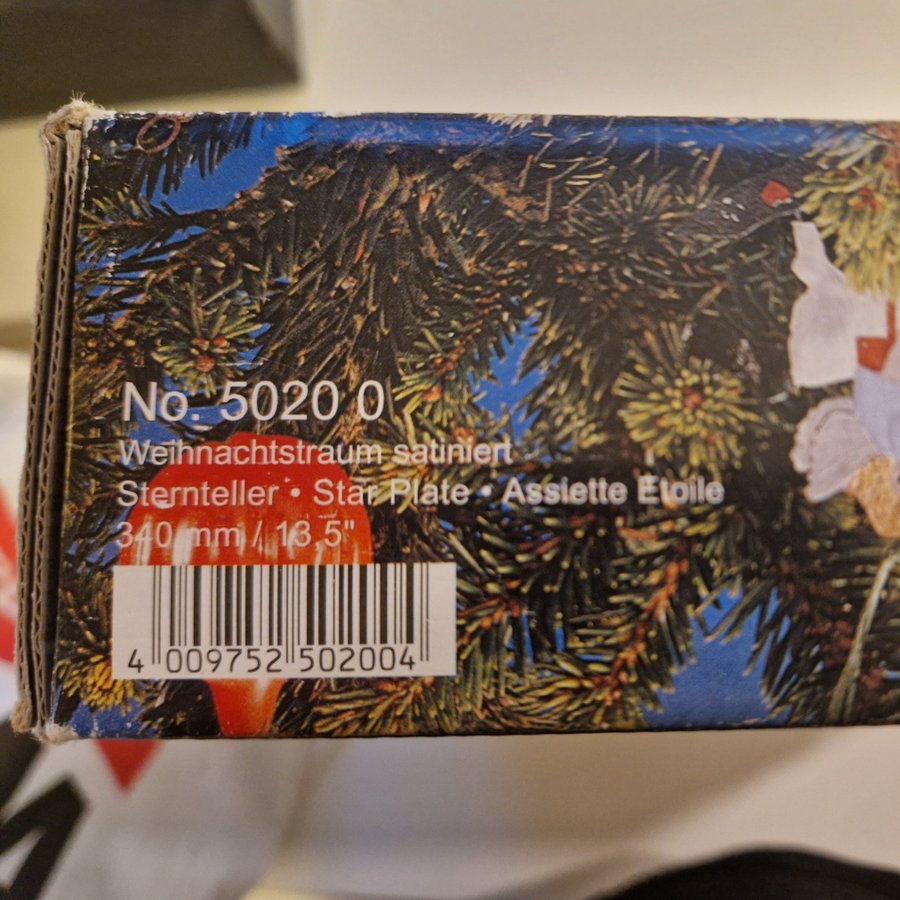 No. 5020 0
Weihnachtstraum satiniert
Sternteller • Star Plate • Assiette Etoile
340 mm / 13,5"
4 009752 502004